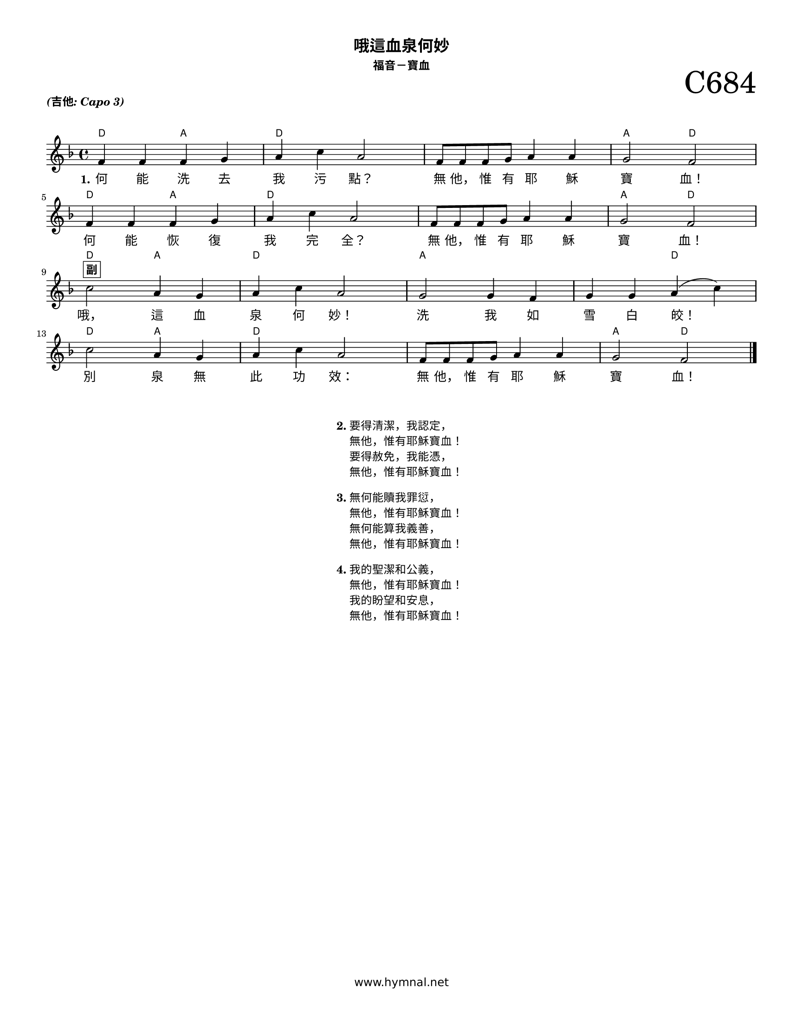 哦這血泉何妙
福音－寶血
C684
(吉他: Capo 3)
D A D A D
1. 何 能 洗 去 我 污 點？ 無 他， 惟 有 耶 穌 寶 血！
5 D A D A D
何 能 恢 復 我 完 全？ 無 他， 惟 有 耶 穌 寶 血！
D A D A D
副
9
哦， 這 血 泉 何 妙！ 洗 我 如 雪 白 皎！
13 D A D A D
別 泉 無 此 功 效： 無 他， 惟 有 耶 穌 寶 血！
2. 要得清潔，我認定，
無他，惟有耶穌寶血！
要得赦免，我能憑，
無他，惟有耶穌寶血！
3. 無何能贖我罪愆，
無他，惟有耶穌寶血！
無何能算我義善，
無他，惟有耶穌寶血！
4. 我的聖潔和公義，
無他，惟有耶穌寶血！
我的盼望和安息，
無他，惟有耶穌寶血！
www.hymnal.net